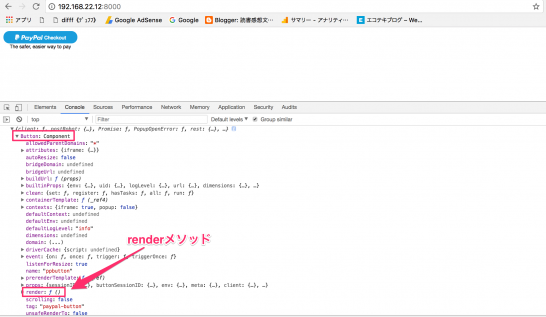 192.168.22.12:8000
アプリ
difff《ﾃﾞｭﾌﾌ》
Google AdSense
Google
Blogger: 読書感想文…
サマリー - アナリティ…
エコテキブログ – We…
PayPal Checkout
The safer, easier way to pay
Elements Console Sources Network Performance Memory Application Security Audits
top Filter Default levels ▼ Group similar
{client: ƒ, postRobot: {…}, Promise: ƒ, PopupOpenError: ƒ, rest: {…}, …}
▼Button: Component
allowedParentDomains: "*"
▶attributes: {iframe: {…}}
autoResize: false
bridgeDomain: undefined
bridgeUrl: undefined
▶buildUrl: ƒ (props)
▶builtinProps: {env: {…}, uid: {…}, logLevel: {…}, url: {…}, dimensions: {…}, …}
▶clean: {set: ƒ, register: ƒ, hasTasks: ƒ, all: ƒ, run: ƒ}
▶containerTemplate: ƒ (_ref4)
▶contexts: {iframe: true, popup: false}
defaultContext: undefined
defaultEnv: undefined
defaultLogLevel: "info"
dimensions: undefined
domain: (...)
▶driverCache: {script: undefined}
▶event: {on: ƒ, once: ƒ, trigger: ƒ, triggerOnce: ƒ}
listenForResize: true
name: "ppbutton"
▶prerenderTemplate: ƒ
▶props: {sessionID: {…}, buttonSessionID: {…}, env: {…}, meta: {…}, client: {…}, …}
▶render: ƒ ()
scrolling: false
tag: "paypal-button"
unsafeRenderTo: false
renderメソッド